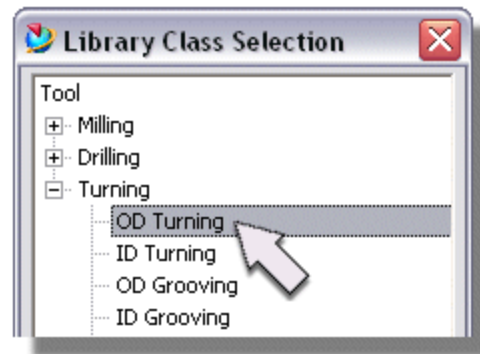 Library Class Selection
Tool
Milling
Drilling
Turning
OD Turning
ID Turning
OD Grooving
ID Grooving